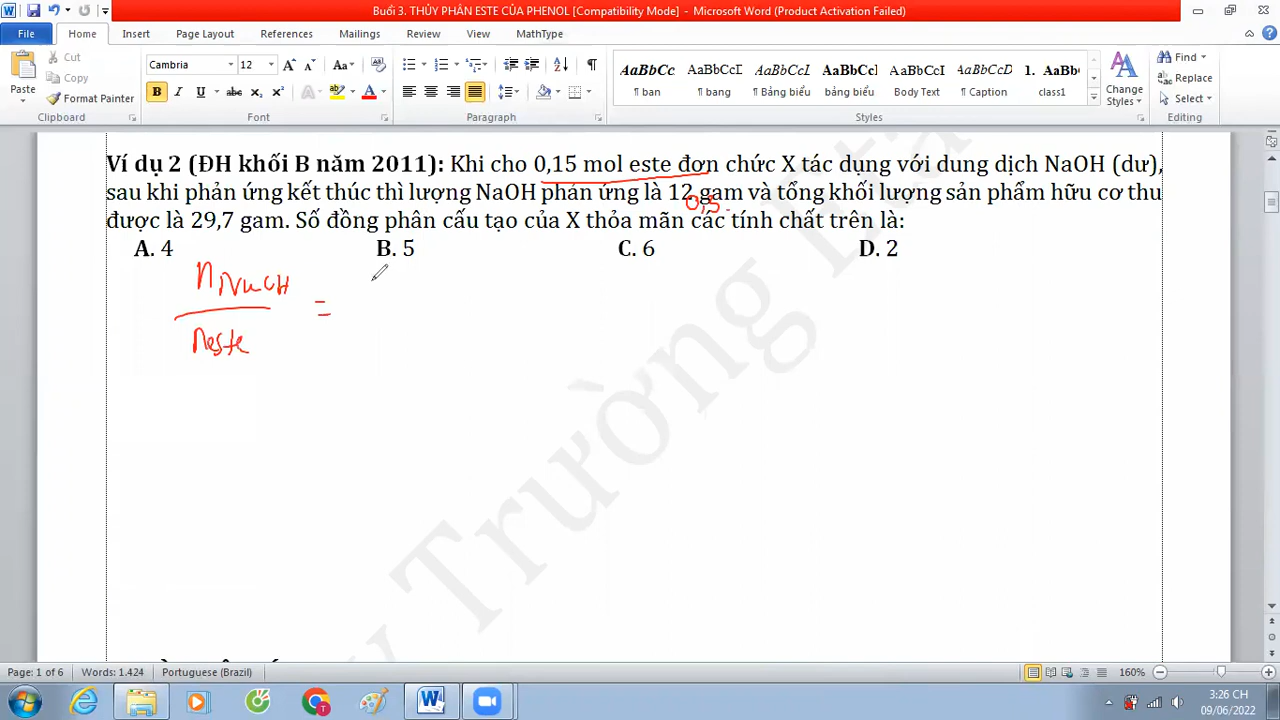 Buổi 3. THỦY PHÂN ESTE CỦA PHENOL [Compatibility Mode] - Microsoft Word (Product Activation Failed)
File Home Insert Page Layout References Mailings Review View MathType
Paste Cut Copy Format Painter Clipboard
Cambria 12 Font
Paragraph
AaBbCc AaBbCcI AaBbCcI AaBbCc AaBbCcI AaBbCcI 1. AaBb
¶ ban ¶ bang ¶ Bảng biểu bảng biểu Body Text ¶ Caption class1
Styles Change Styles
Find Replace Select Editing
Ví dụ 2 (ĐH khối B năm 2011): Khi cho 0,15 mol este đơn chức X tác dụng với dung dịch NaOH (dư),
sau khi phản ứng kết thúc thì lượng NaOH phản ứng là 12 gam và tổng khối lượng sản phẩm hữu cơ thu
0,3
được là 29,7 gam. Số đồng phân cấu tạo của X thỏa mãn các tính chất trên là:
A. 4 B. 5 C. 6 D. 2
nNaOH
=
neste
Trường
Page: 1 of 6 Words: 1.424 Portuguese (Brazil) 160%
3:26 CH
09/06/2022